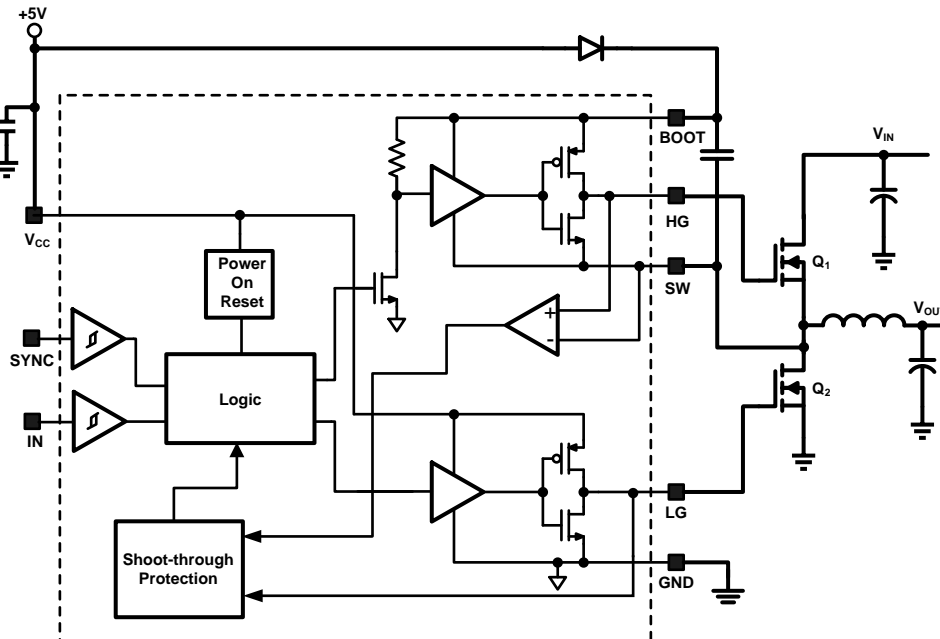 +5V
BOOT
VIN
HG
VCC
Power
On
Reset
SW
Q1
VOUT
+
-
SYNC
Logic
Q2
IN
LG
Shoot-through
Protection
GND